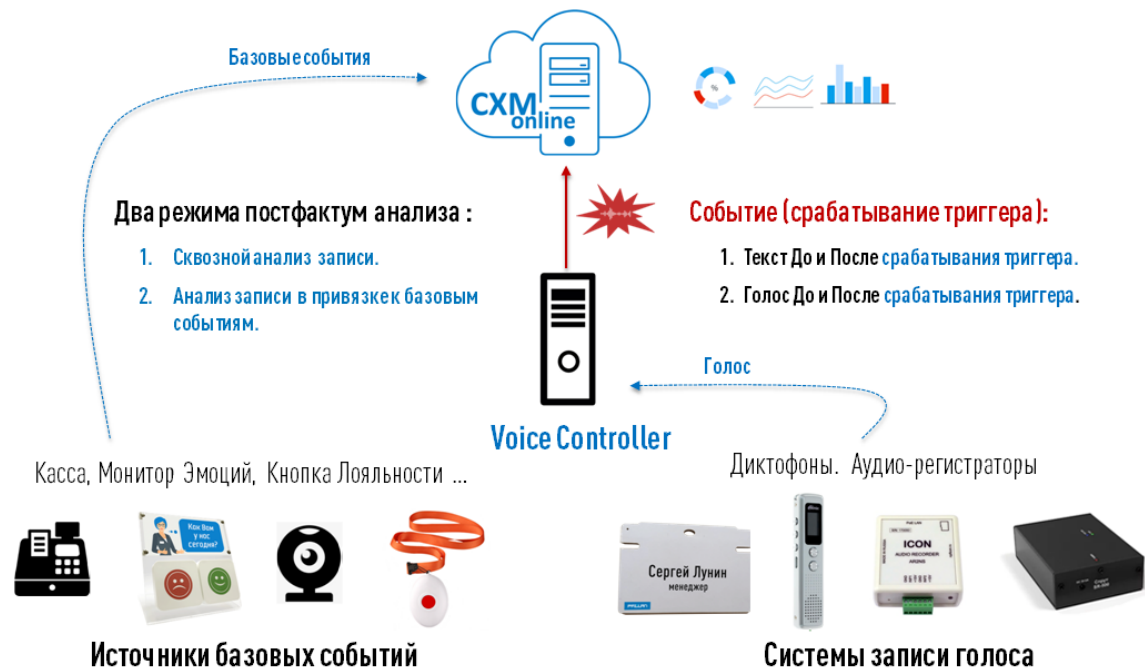 Базовые события
CXM
online
Два режима постфактум анализа :
1. Сквозной анализ записи.
2. Анализ записи в привязке к базовым
событиям.
Событие (срабатывание триггера):
1. Текст До и После срабатывания триггера.
2. Голос До и После срабатывания триггера.
Голос
Voice Controller
Касса, Монитор Эмоций, Кнопка Лояльности ...
Диктофоны. Аудио-регистраторы
Как Вам
у нас
сегодня?
Сергей Лунин
менеджер
ICON
AUDIO RECORDER
Источники базовых событий
Системы записи голоса